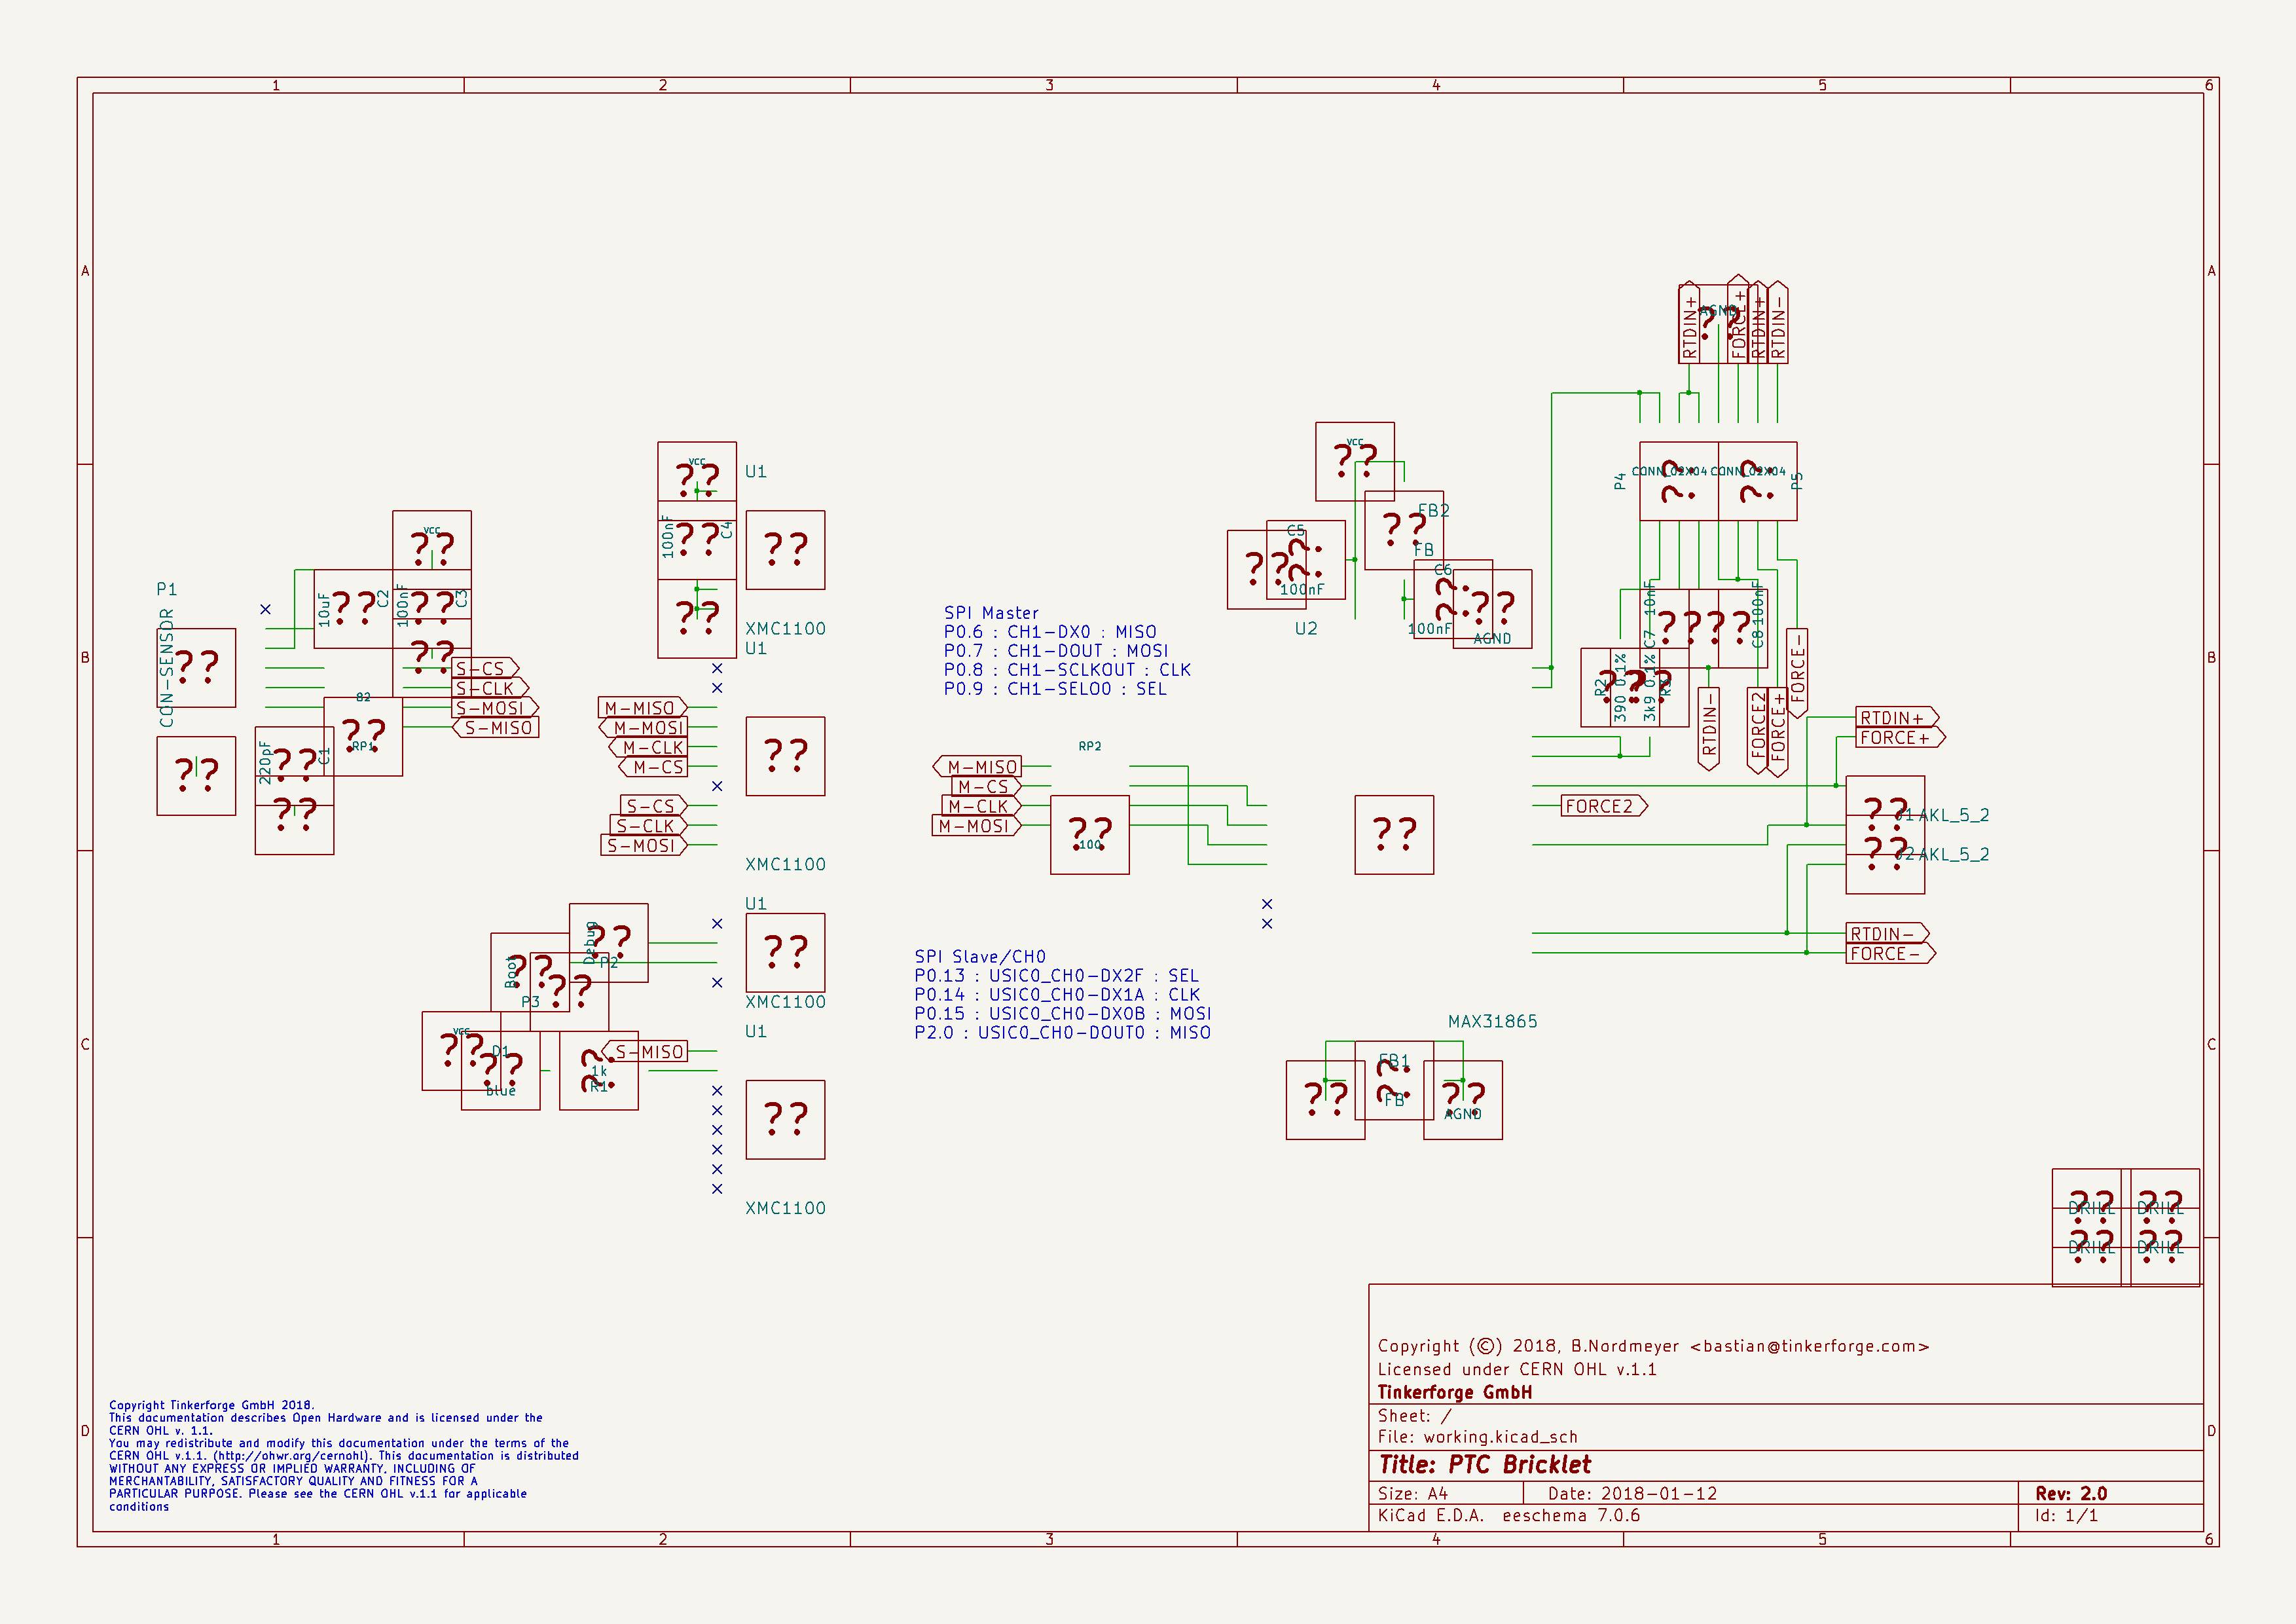 1 2 3 4 5 6
A
B
C
D
VCC
??
U1
100nF
C4
XMC1100
U1
M-MISO
M-MOSI
M-CLK
M-CS
S-CS
S-CLK
S-MOSI
XMC1100
U1
XMC1100
U1
S-MISO
XMC1100
P1
CON-SENSOR
VCC
10uF
C2
100nF
C3
S-CS
S-CLK
S-MOSI
S-MISO
82
RP1
220pF
C1
Debug
P2
Boot
P3
VCC
D1
blue
1k
R1
SPI Master
P0.6 : CH1-DX0 : MISO
P0.7 : CH1-DOUT : MOSI
P0.8 : CH1-SCLKOUT : CLK
P0.9 : CH1-SELO0 : SEL
RP2
M-MISO
M-CS
M-CLK
M-MOSI
100
SPI Slave/CH0
P0.13 : USIC0_CH0-DX2F : SEL
P0.14 : USIC0_CH0-DX1A : CLK
P0.15 : USIC0_CH0-DX0B : MOSI
P2.0 : USIC0_CH0-DOUT0 : MISO
VCC
FB2
FB
C5
100nF
C6
100nF
AGND
U2
MAX31865
FB1
FB
AGND
RTDIN+
AGND
FORCE+
RTDIN+
RTDIN-
P4
CONN_02X04
CONN_02X04
P5
C7
10nF
C8
100nF
R2
390 0.1%
3k9 0.1%
R3
RTDIN-
FORCE2
FORCE+
FORCE-
RTDIN+
FORCE+
FORCE2
J1 AKL_5_2
J2 AKL_5_2
RTDIN-
FORCE-
DRILL DRILL
DRILL DRILL
Copyright Tinkerforge GmbH 2018.
This documentation describes Open Hardware and is licensed under the
CERN OHL v. 1.1.
You may redistribute and modify this documentation under the terms of the
CERN OHL v.1.1. (http://ohwr.org/cernohl). This documentation is distributed
WITHOUT ANY EXPRESS OR IMPLIED WARRANTY, INCLUDING OF
MERCHANTABILITY, SATISFACTORY QUALITY AND FITNESS FOR A
PARTICULAR PURPOSE. Please see the CERN OHL v.1.1 for applicable
conditions
Copyright (©) 2018, B.Nordmeyer <bastian@tinkerforge.com>
Licensed under CERN OHL v.1.1
Tinkerforge GmbH
Sheet: /
File: working.kicad_sch
Title: PTC Bricklet
Size: A4 Date: 2018-01-12 Rev: 2.0
KiCad E.D.A. eeschema 7.0.6 Id: 1/1
1 2 3 4 5 6
A
B
C
D